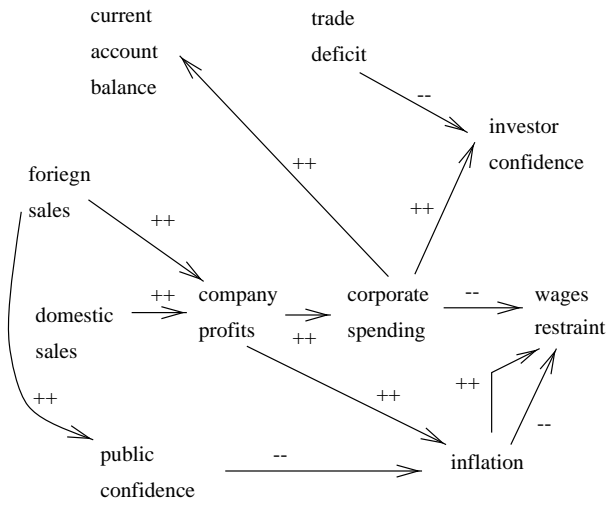 current
account
balance
trade
deficit
--
investor
confidence
++
++
foriegn
sales
++
domestic
sales
++
company
profits
++
corporate
spending
--
wages
restraint
++
++
++
--
public
confidence
--
inflation